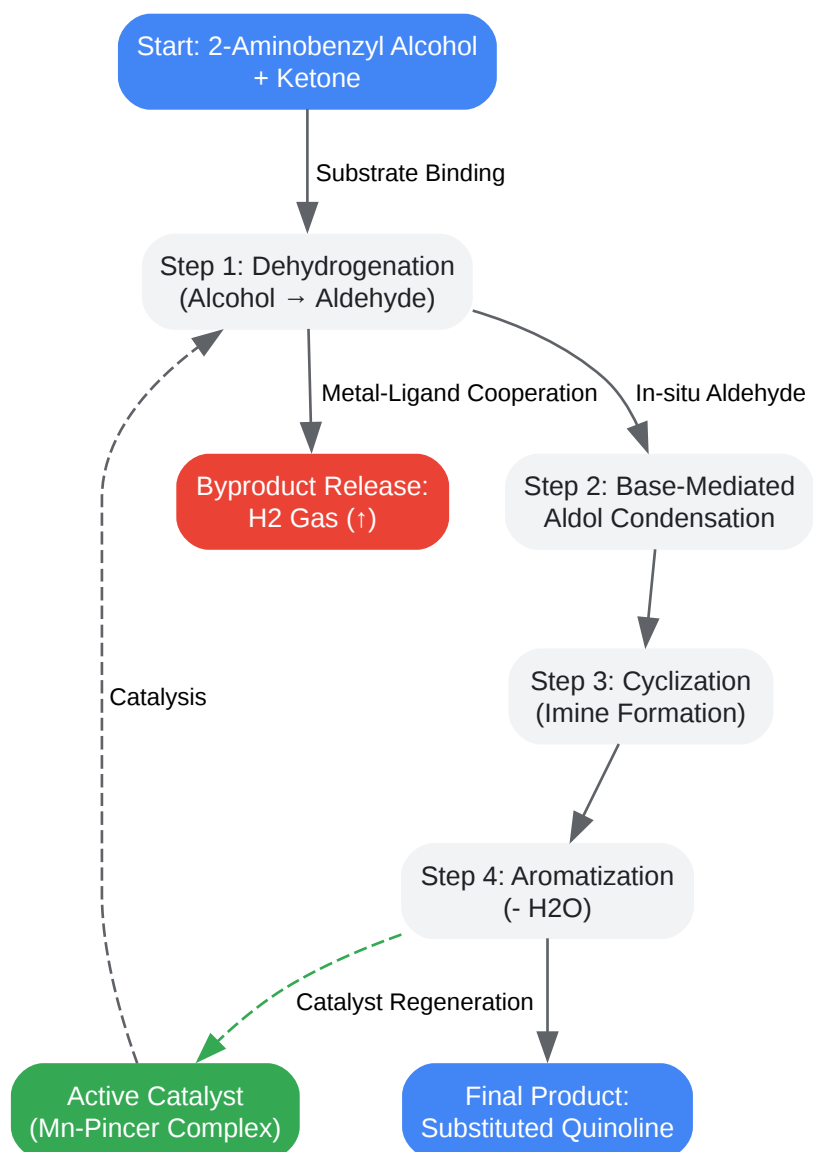 Start: 2-Aminobenzyl Alcohol
+ Ketone
Substrate Binding
Step 1: Dehydrogenation
(Alcohol → Aldehyde)
Metal-Ligand Cooperation
In-situ Aldehyde
Byproduct Release:
H2 Gas (↑)
Step 2: Base-Mediated
Aldol Condensation
Step 3: Cyclization
(Imine Formation)
Catalysis
Step 4: Aromatization
(- H2O)
Catalyst Regeneration
Active Catalyst
(Mn-Pincer Complex)
Final Product:
Substituted Quinoline